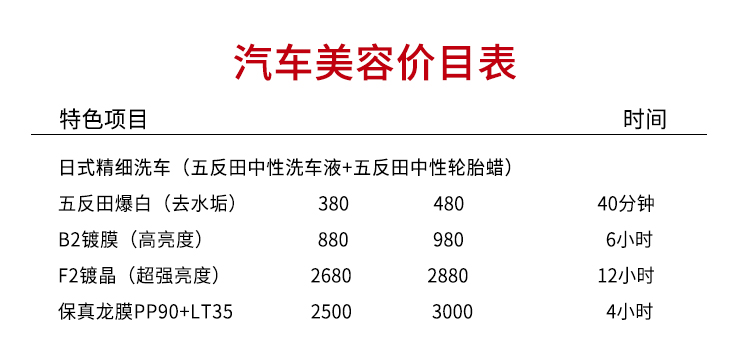 汽车美容价目表
特色项目 时间
日式精细洗车（五反田中性洗车液+五反田中性轮胎蜡）
五反田爆白（去水垢） 380 480 40分钟
B2镀膜（高亮度） 880 980 6小时
F2镀晶（超强亮度） 2680 2880 12小时
保真龙膜PP90+LT35 2500 3000 4小时